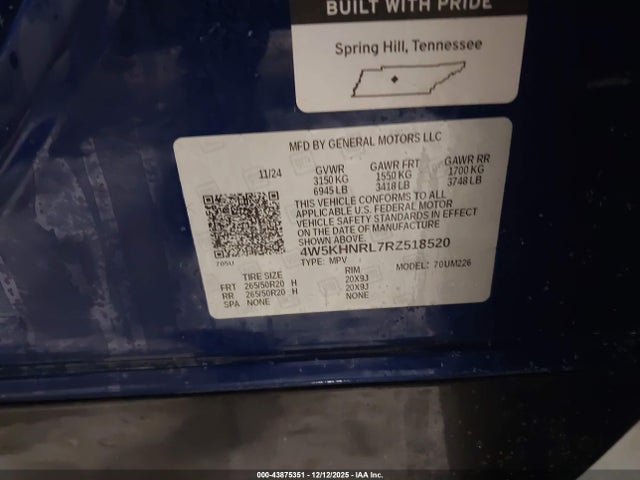 BUILT WITH PRIDE
Spring Hill, Tennessee
MFD BY GENERAL MOTORS LLC
11/24 GVWR GAWR FRT GAWR RR
3150 KG 1550 KG 1700 KG
6945 LB 3418 LB 3748 LB
THIS VEHICLE CONFORMS TO ALL
APPLICABLE U.S. FEDERAL MOTOR
VEHICLE SAFETY STANDARDS IN EFFECT
ON THE DATE OF MANUFACTURE
SHOWN ABOVE.
4W5KHNRL7RZ518520
765U
TYPE: MPV MODEL: 70UM226
TIRE SIZE RIM
FRT 265/50R20 H 20X9J
RR 265/50R20 H 20X9J
SPA NONE NONE
000-43875351 - 12/12/2025 - IAA Inc.